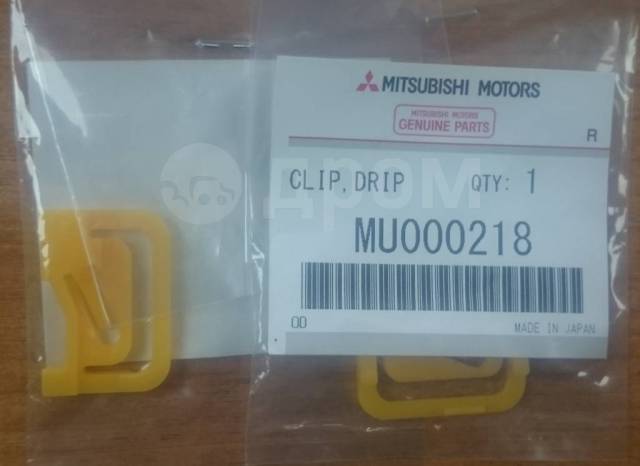 MITSUBISHI MOTORS
MITSUBISHI MOTORS
GENUINE PARTS
R
CLIP, DRIP QTY: 1
дром
MU000218
00 MADE IN JAPAN